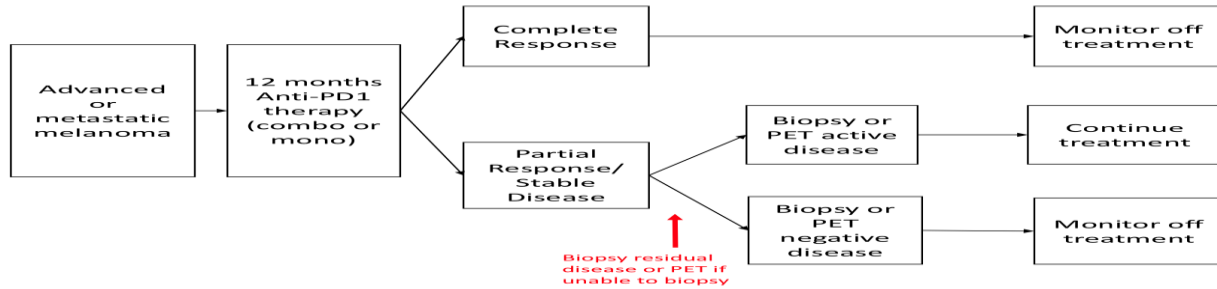 Advanced
or
metastatic
melanoma
12 months
Anti-PD1
therapy
(combo or
mono)
Complete
Response
Monitor off
treatment
Partial
Response/
Stable
Disease
Biopsy residual
disease or PET if
unable to biopsy
Biopsy or
PET active
disease
Continue
treatment
Biopsy or
PET
negative
disease
Monitor off
treatment